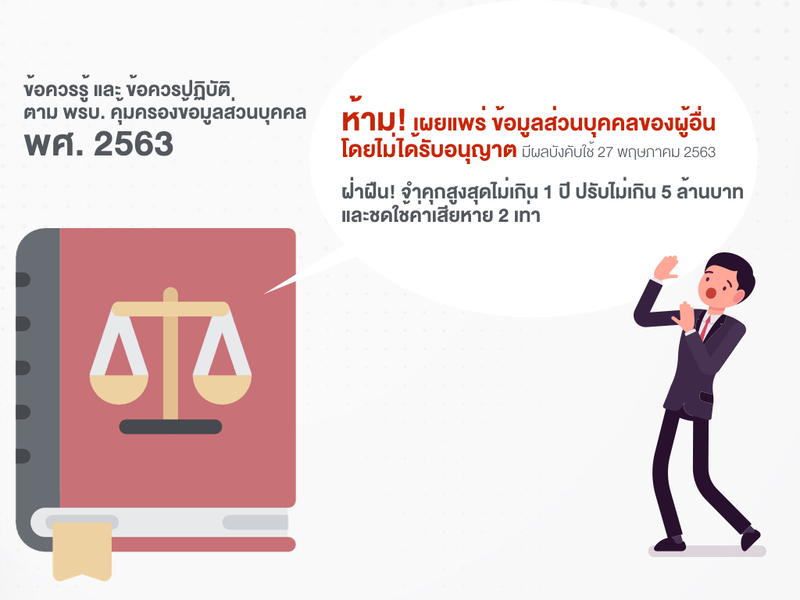 ข้อควรรู้ และ ข้อควรปฏิบัติ
ตาม พรบ. คุ้มครองข้อมูลส่วนบุคคล
พศ. 2563
ห้าม! เผยแพร่ ข้อมูลส่วนบุคคลของผู้อื่น
โดยไม่ได้รับอนุญาต มีผลบังคับใช้ 27 พฤษภาคม 2563
ฝ่าฝืน! จำคุกสูงสุดไม่เกิน 1 ปี ปรับไม่เกิน 5 ล้านบาท
และชดใช้ค่าเสียหาย 2 เท่า